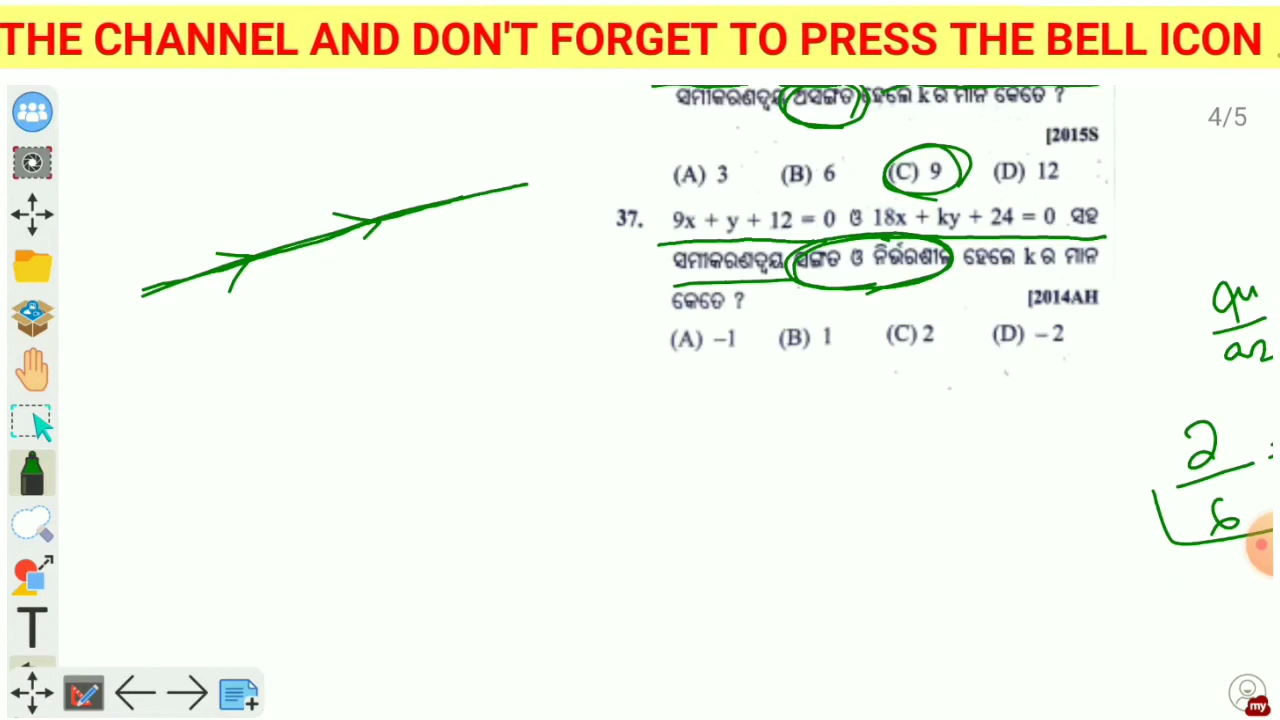 THE CHANNEL AND DON'T FORGET TO PRESS THE BELL ICON
4/5
ସମୀକରଣଦ୍ୱୟ ଅସଙ୍ଗତ ହେଲେ k ର ମାନ କେତେ ?
[2015S
(A) 3 (B) 6 (C) 9 (D) 12
37. 9x + y + 12 = 0 ଓ 18x + ky + 24 = 0 ସହ
ସମୀକରଣଦ୍ୱୟ ସଙ୍ଗତ ଓ ନିର୍ଭରଶୀଳ ହେଲେ k ର ମାନ
କେତେ ?
[2014AH
(A) –1 (B) 1 (C) 2 (D) – 2
2
6
T
my